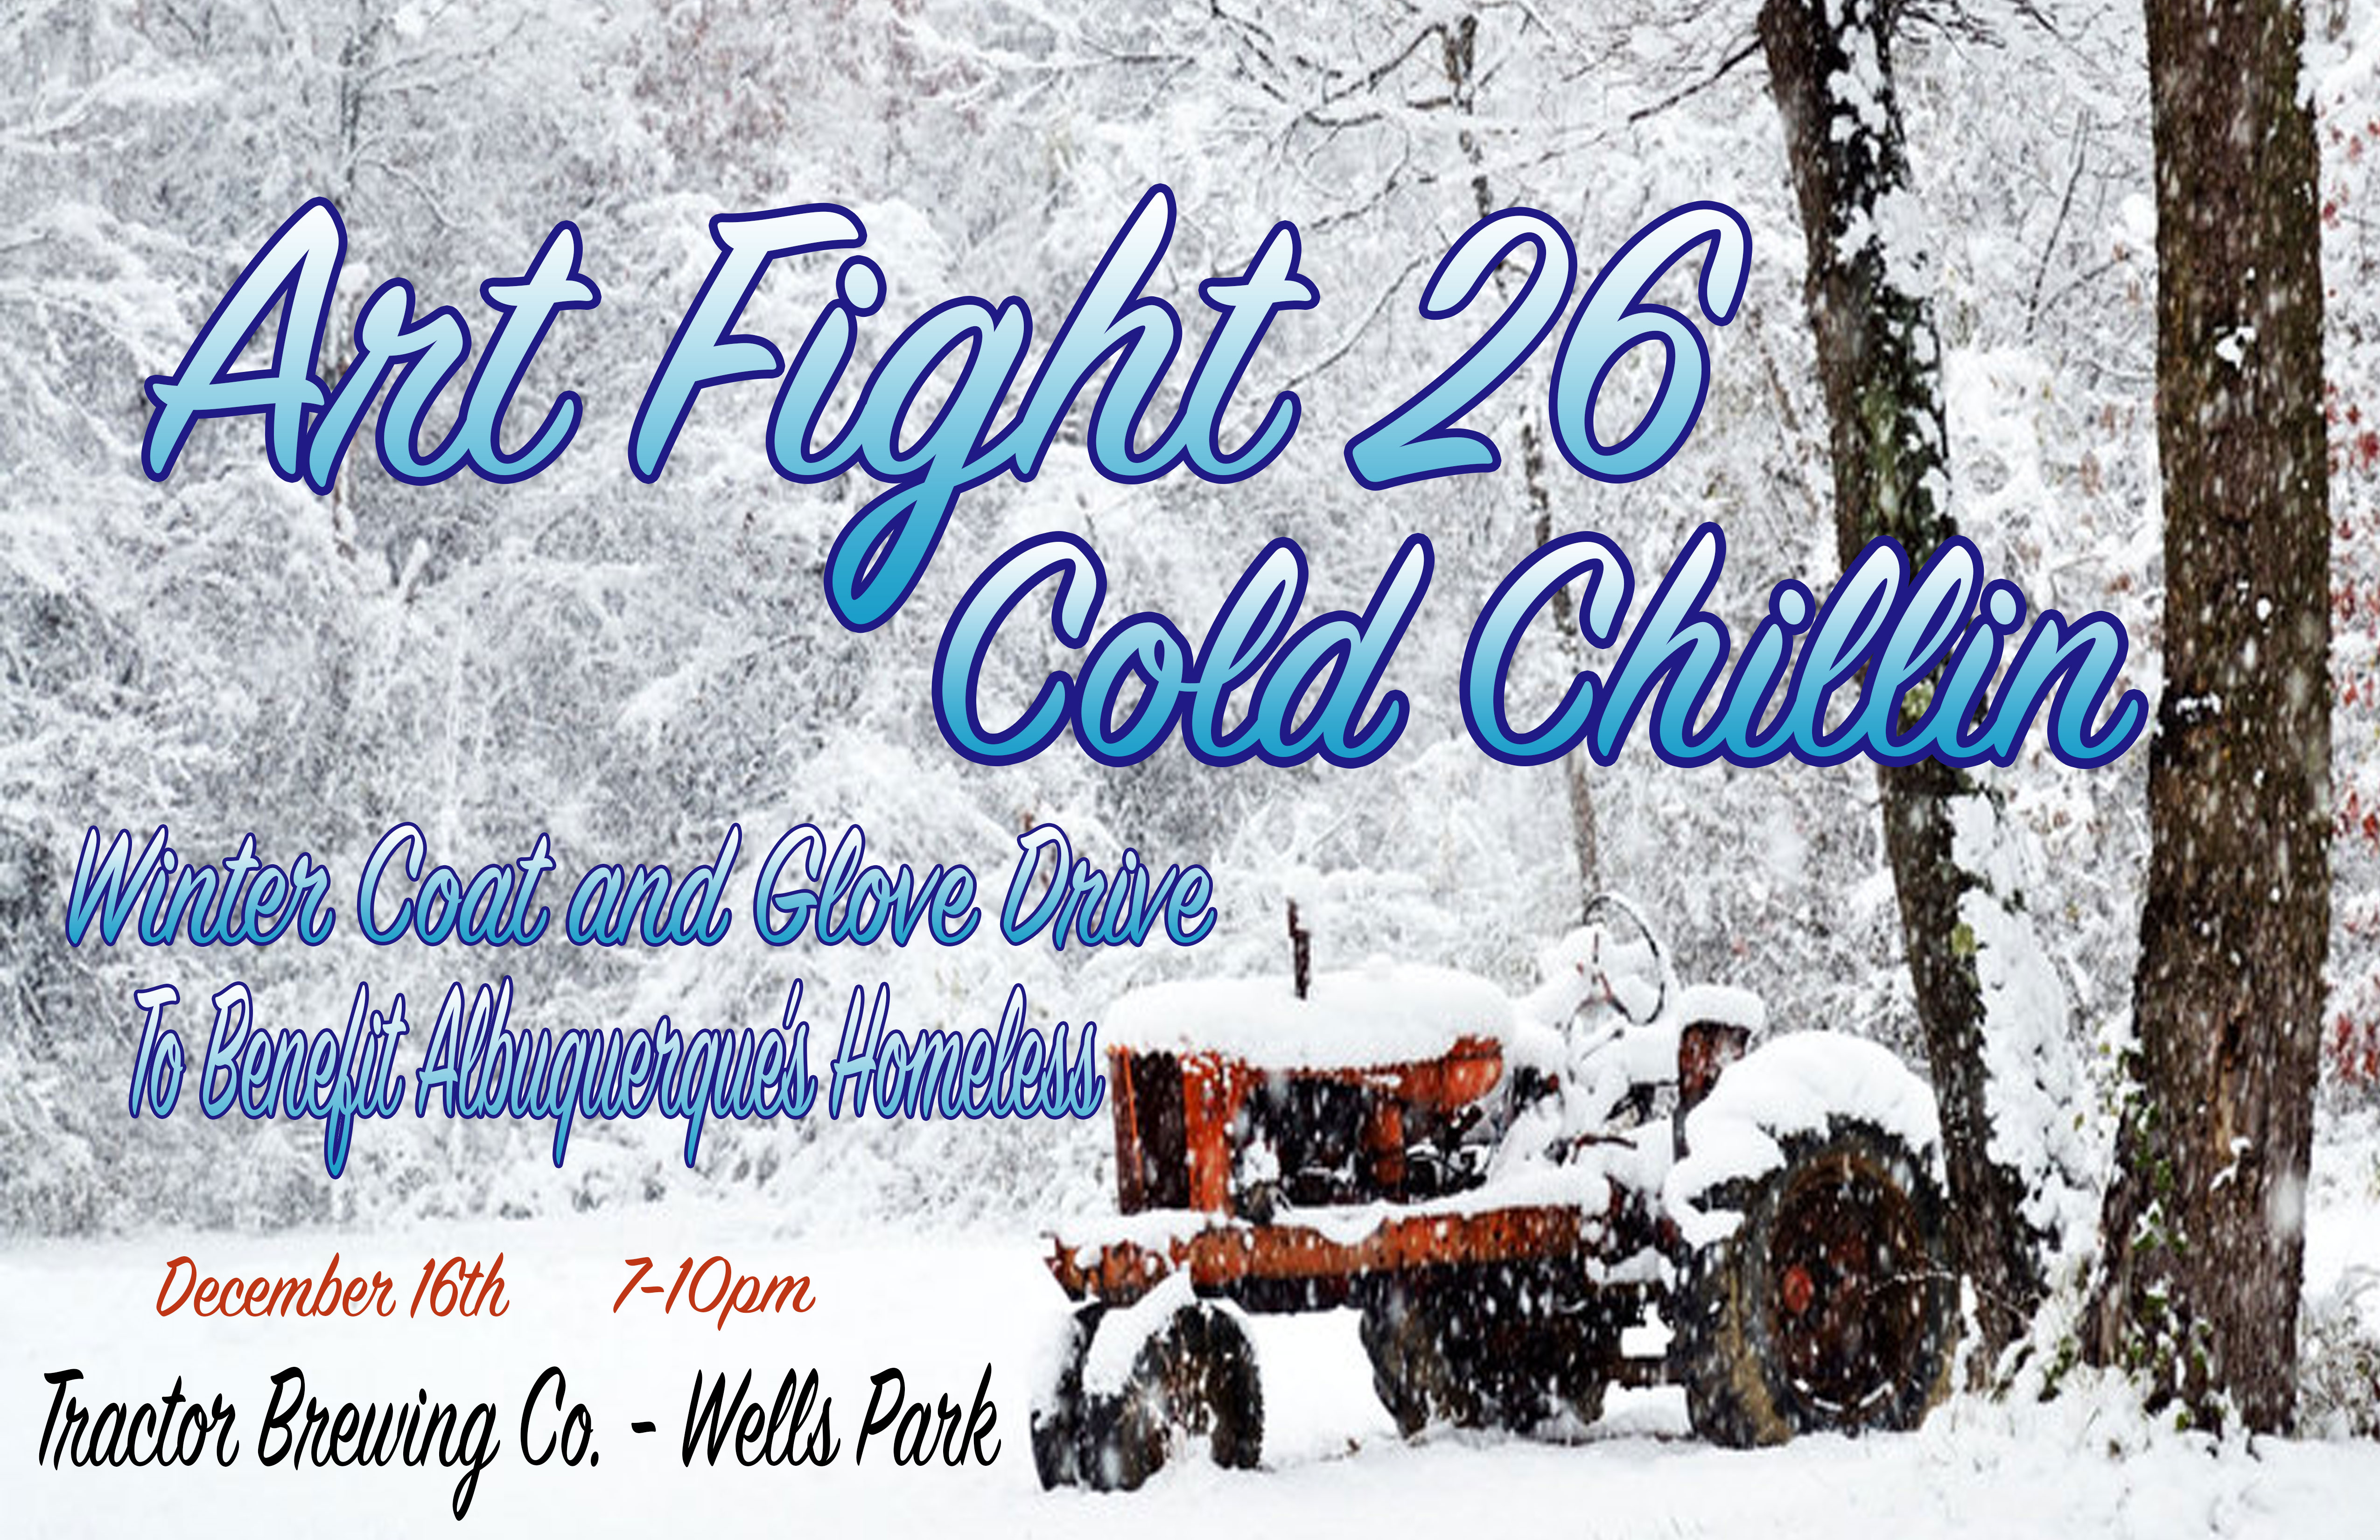 Art Fight 26
Cold Chillin
Winter Coat and Glove Drive
To Benefit Albuquerque's Homeless
December 16th 7-10pm
Tractor Brewing Co. - Wells Park